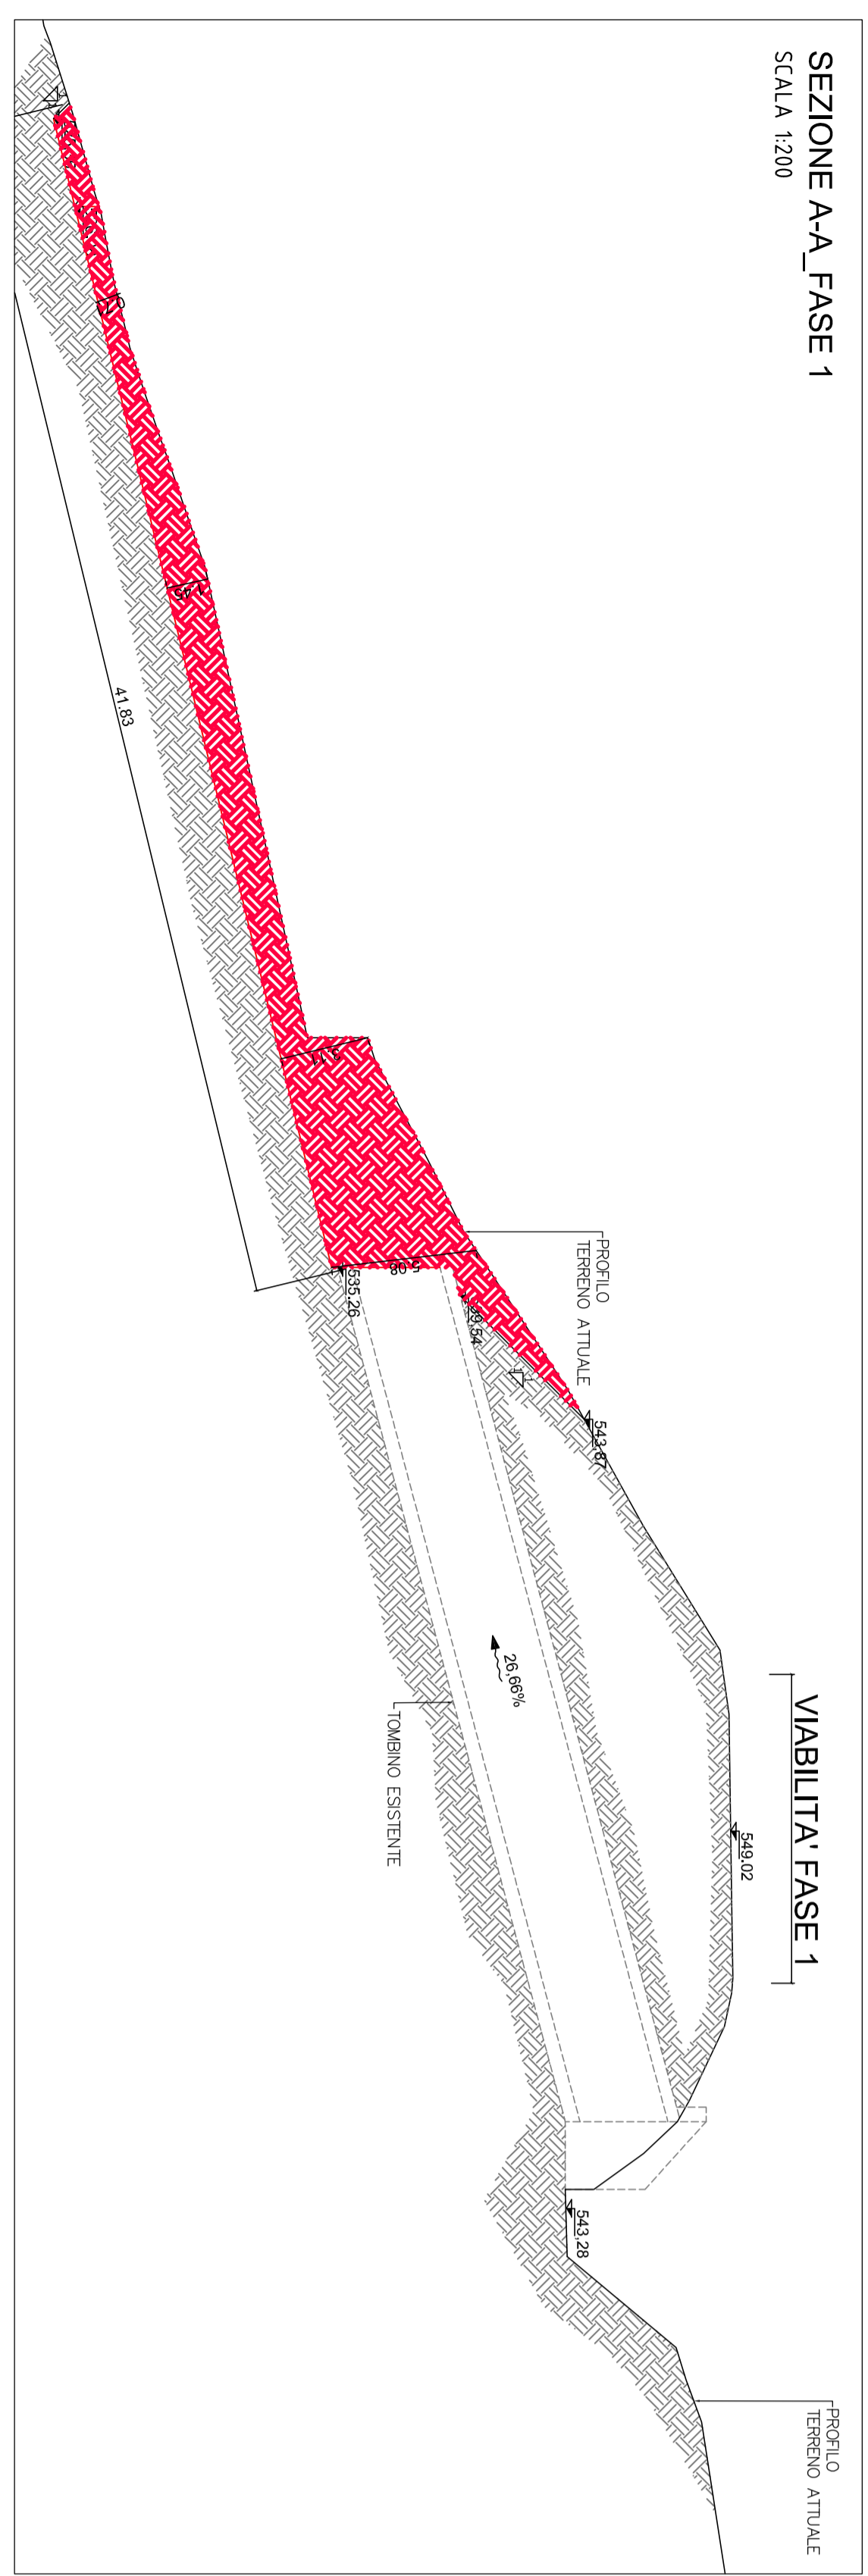 SEZIONE A-A_FASE 1
SCALA 1:200
VIABILITA' FASE 1
549.02
PROFILO
TERRENO ATTUALE
PROFILO
TERRENO ATTUALE
543,87
543,28
26,66%
535.26
TOMBINO ESISTENTE
41.83